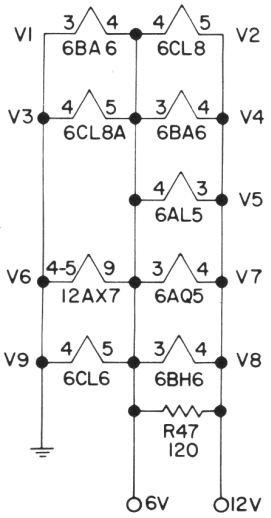 V1 3 4 4 5 V2
6BA6 6CL8
V3 4 5 3 4 V4
6CL8A 6BA6
4 3 V5
6AL5
V6 4-5 9 3 4 V7
12AX7 6AQ5
V9 4 5 3 4 V8
6CL6 6BH6
R47
120
6V 12V